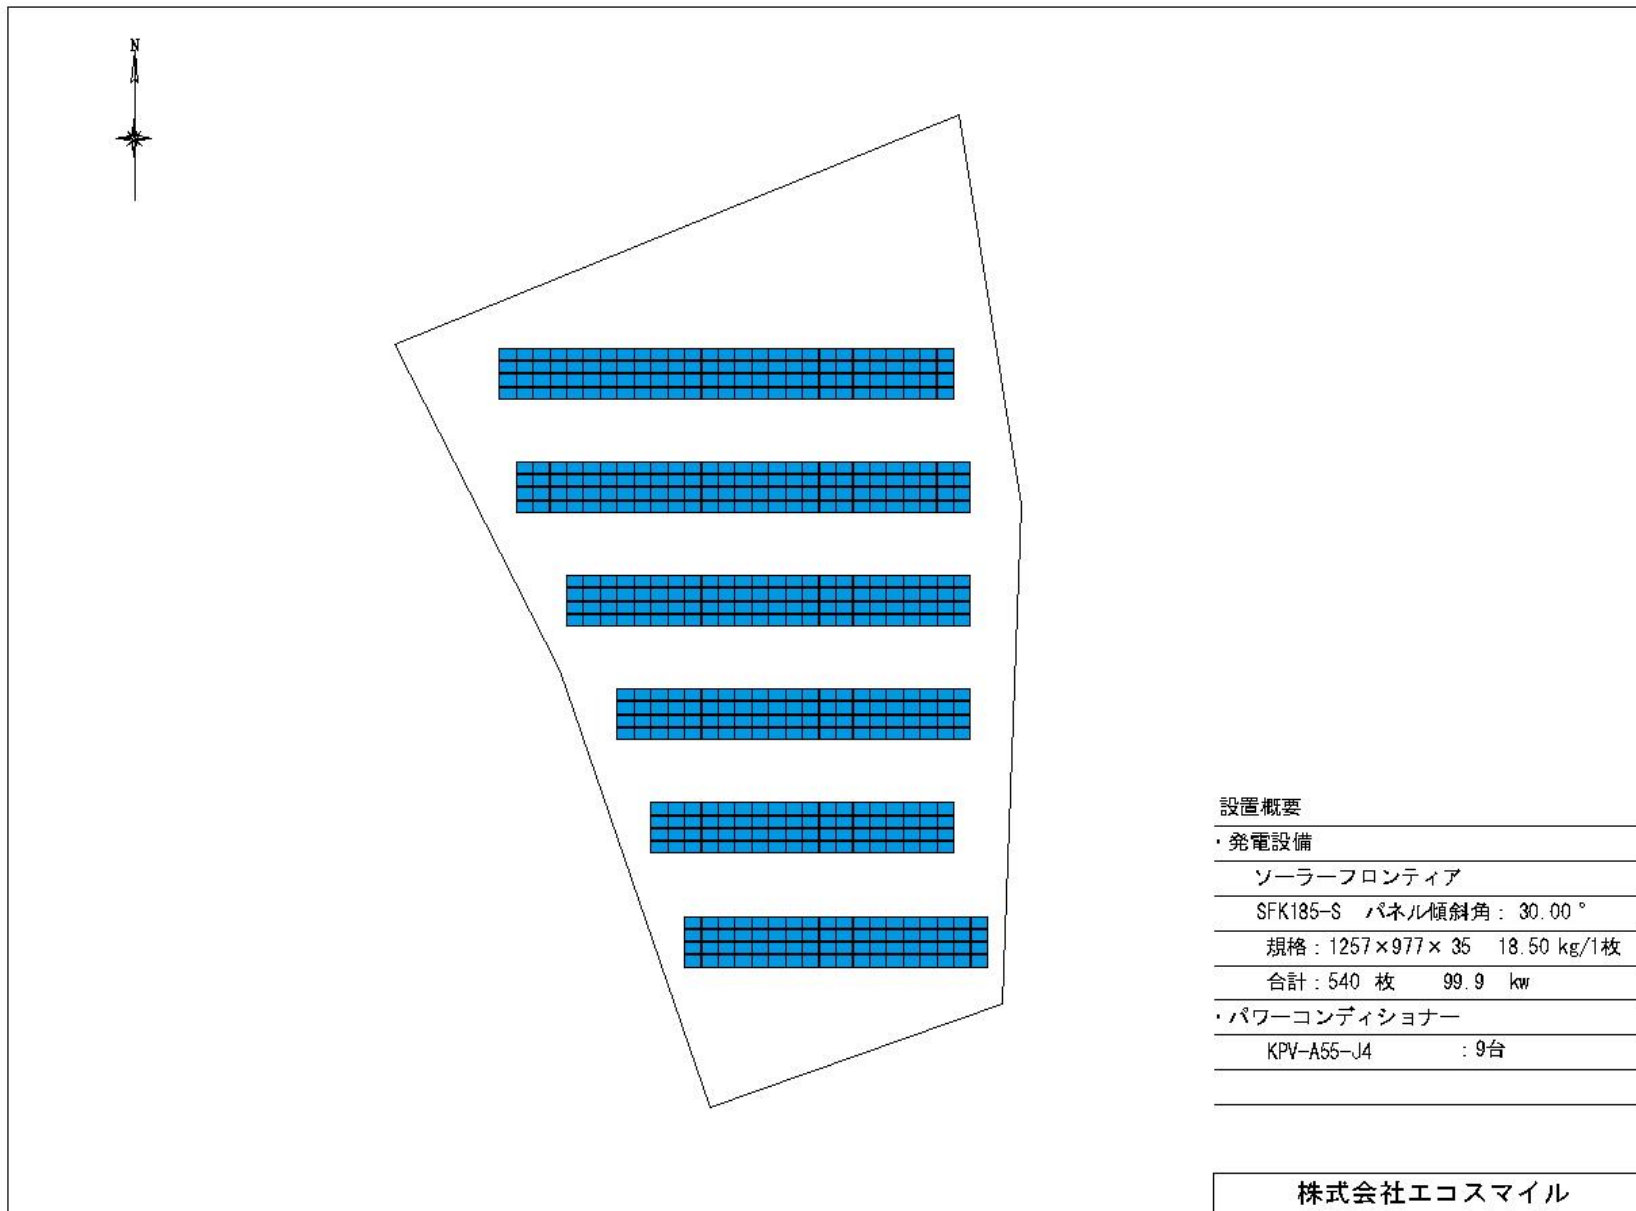 N
設置概要
・発電設備
ソーラーフロンティア
SFK185-S パネル傾斜角：30.00°
規格：1257×977×35 18.50 kg/1枚
合計：540 枚 99.9 kw
・パワーコンディショナー
KPV-A55-J4 ：9台
株式会社エコスマイル